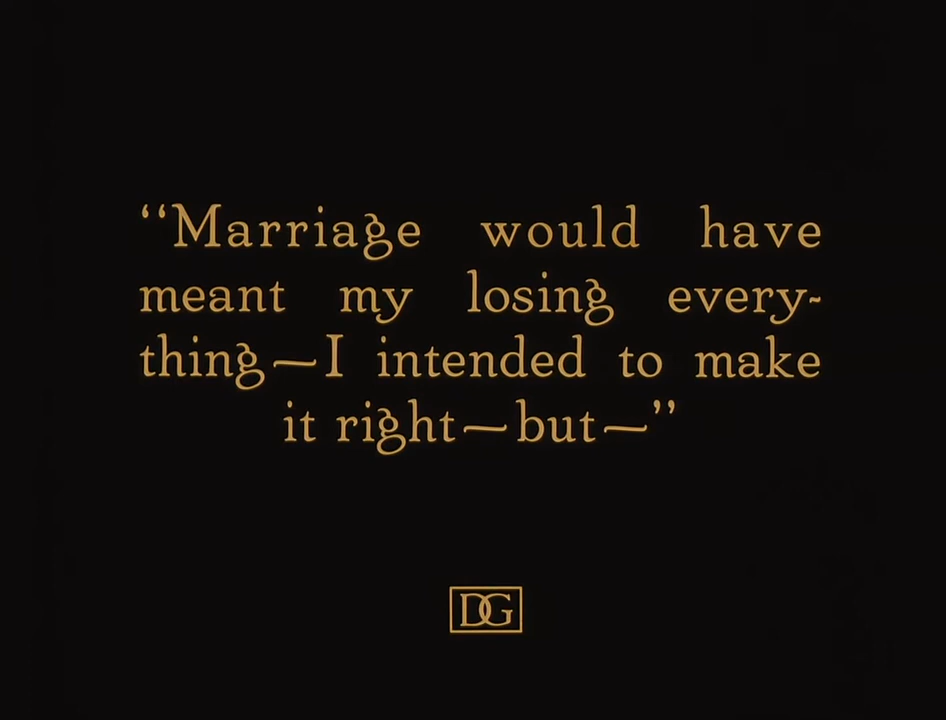 “Marriage would have
meant my losing every-
thing—I intended to make
it right—but—”
DG